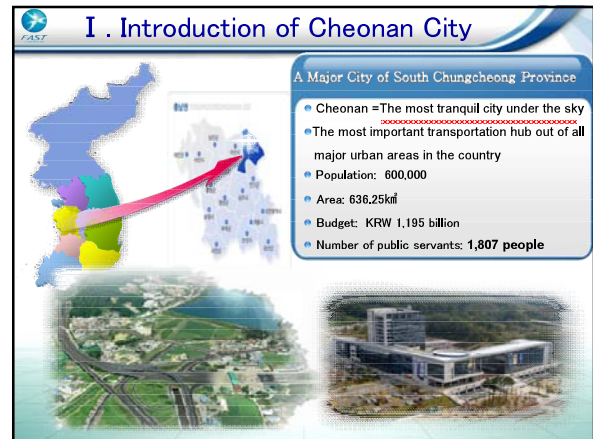 FAST
Ⅰ. Introduction of Cheonan City
A Major City of South Chungcheong Province
Cheonan =The most tranquil city under the sky
The most important transportation hub out of all
major urban areas in the country
Population: 600,000
Area: 636.25㎢
Budget: KRW 1,195 billion
Number of public servants: 1,807 people